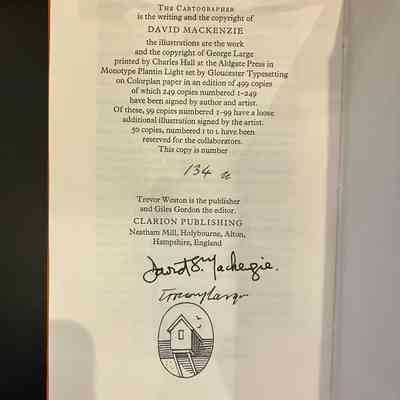 THE CARTOGRAPHER
is the writing and the copyright of
DAVID MACKENZIE
the illustrations are the work
and the copyright of George Large
printed by Charles Hall at the Aldgate Press in
Monotype Plantin Light set by Gloucester Typesetting
on Colorplan paper in an edition of 499 copies
of which 249 copies numbered 1-249
have been signed by author and artist.
Of these, 99 copies numbered 1-99 have a loose
additional illustration signed by the artist.
50 copies, numbered I to L have been
reserved for the collaborators.
This copy is number
134
Trevor Weston is the publisher
and Giles Gordon the editor.
CLARION PUBLISHING
Neatham Mill, Holybourne, Alton,
Hampshire, England
David S. Mackenzie.